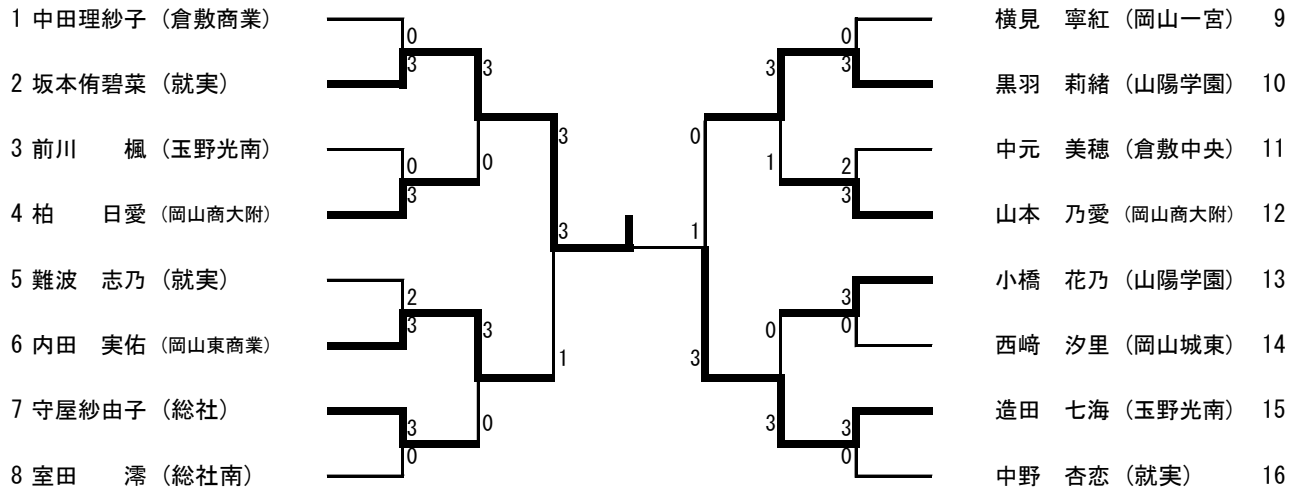 1 中田理紗子（倉敷商業）
0
3
3
2 坂本侑碧菜（就実）
3
3 前川　　楓（玉野光南）
0
0
3
4 柏　　日愛（岡山商大附）
3
5 難波　志乃（就実）
2
3
3
6 内田　実佑（岡山東商業）
1
7 守屋紗由子（総社）
3
0
0
8 室田　　澪（総社南）
横見　寧紅（岡山一宮） 9
0
3
3
黒羽　莉緒（山陽学園） 10
0
中元　美穂（倉敷中央） 11
1
2
3
山本　乃愛（岡山商大附） 12
1
小橋　花乃（山陽学園） 13
3
0
0
西﨑　汐里（岡山城東） 14
3
造田　七海（玉野光南） 15
3
3
0
中野　杏恋（就実） 16